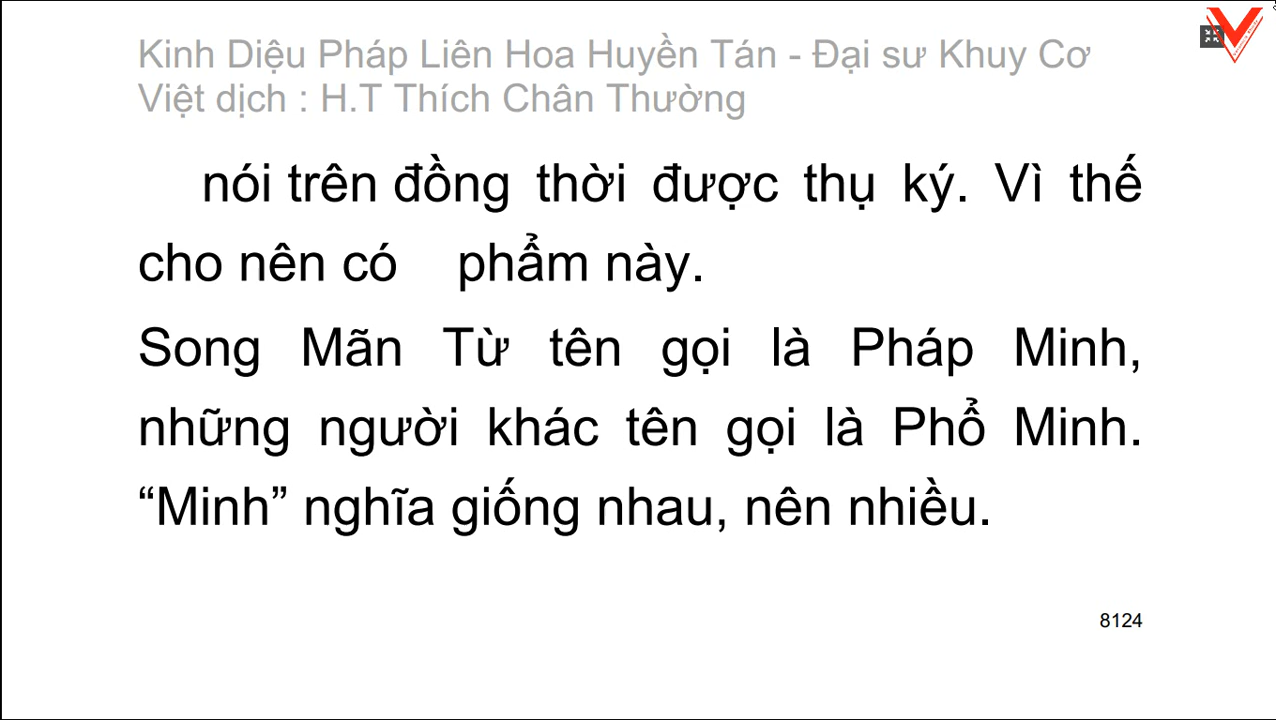 Kinh Diệu Pháp Liên Hoa Huyền Tán - Đại sư Khuy Cơ
Việt dịch : H.T Thích Chân Thường
nói trên đồng thời được thụ ký. Vì thế
cho nên có phẩm này.
Song Mãn Từ tên gọi là Pháp Minh,
những người khác tên gọi là Phổ Minh.
“Minh” nghĩa giống nhau, nên nhiều.
8124